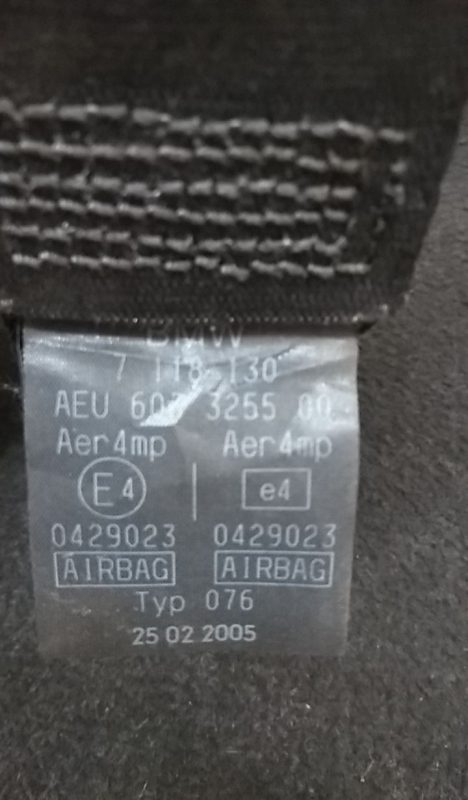 BMW
7 118 130
AEU 3255 00
Aer4mp Aer4mp
E4 e4
0429023 0429023
AIRBAG AIRBAG
Typ 076
25 02 2005